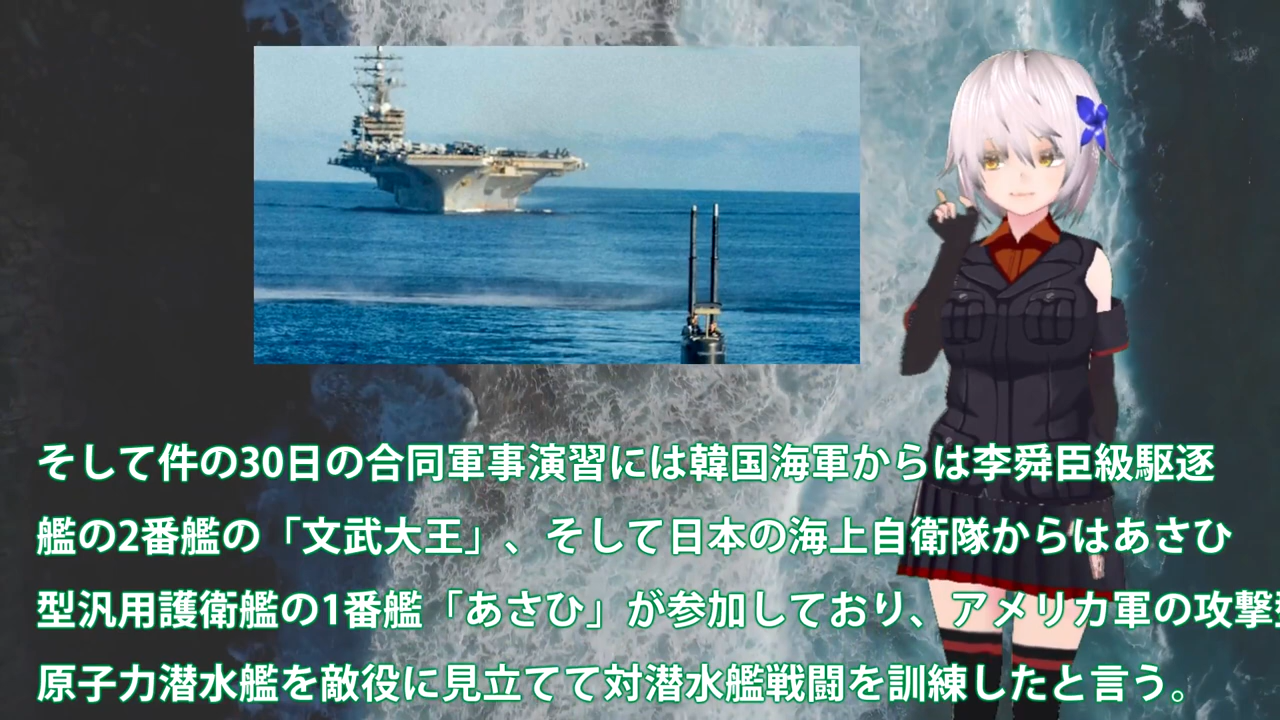 そして件の30日の合同軍事演習には韓国海軍からは李舜臣級駆逐
艦の2番艦の「文武大王」、そして日本の海上自衛隊からはあさひ
型汎用護衛艦の1番艦「あさひ」が参加しており、アメリカ軍の攻撃
原子力潜水艦を敵役に見立てて対潜水艦戦闘を訓練したと言う。